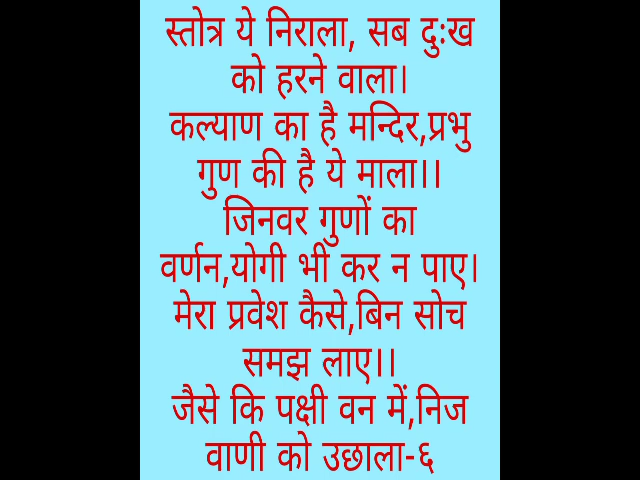 स्तोत्र ये निराला, सब दुःख
को हरने वाला।
कल्याण का है मन्दिर,प्रभु
गुण की है ये माला।।
जिनवर गुणों का
वर्णन,योगी भी कर न पाए।
मेरा प्रवेश कैसे,बिन सोच
समझ लाए।।
जैसे कि पक्षी वन में,निज
वाणी को उछाला-६